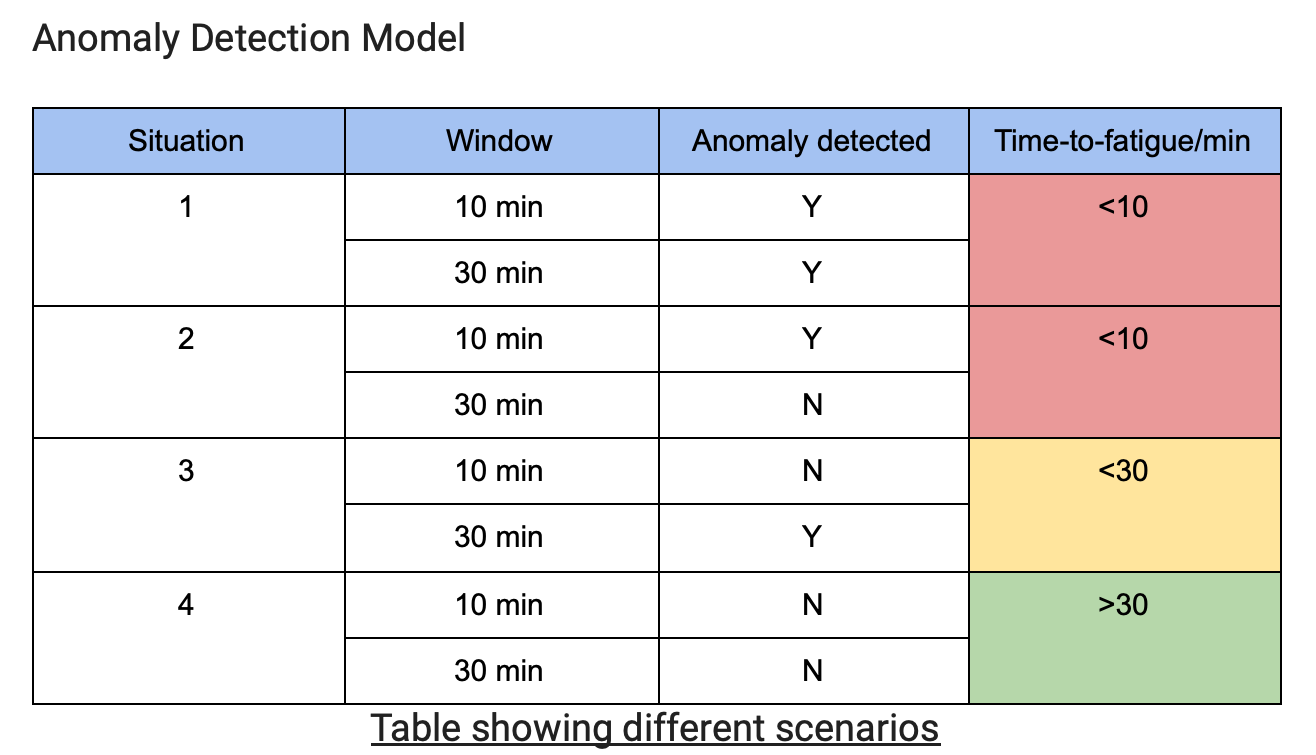 Anomaly Detection Model
Situation Window Anomaly detected Time-to-fatigue/min
1 10 min Y <10
30 min Y
2 10 min Y <10
30 min N
3 10 min N <30
30 min Y
4 10 min N >30
30 min N
Table showing different scenarios